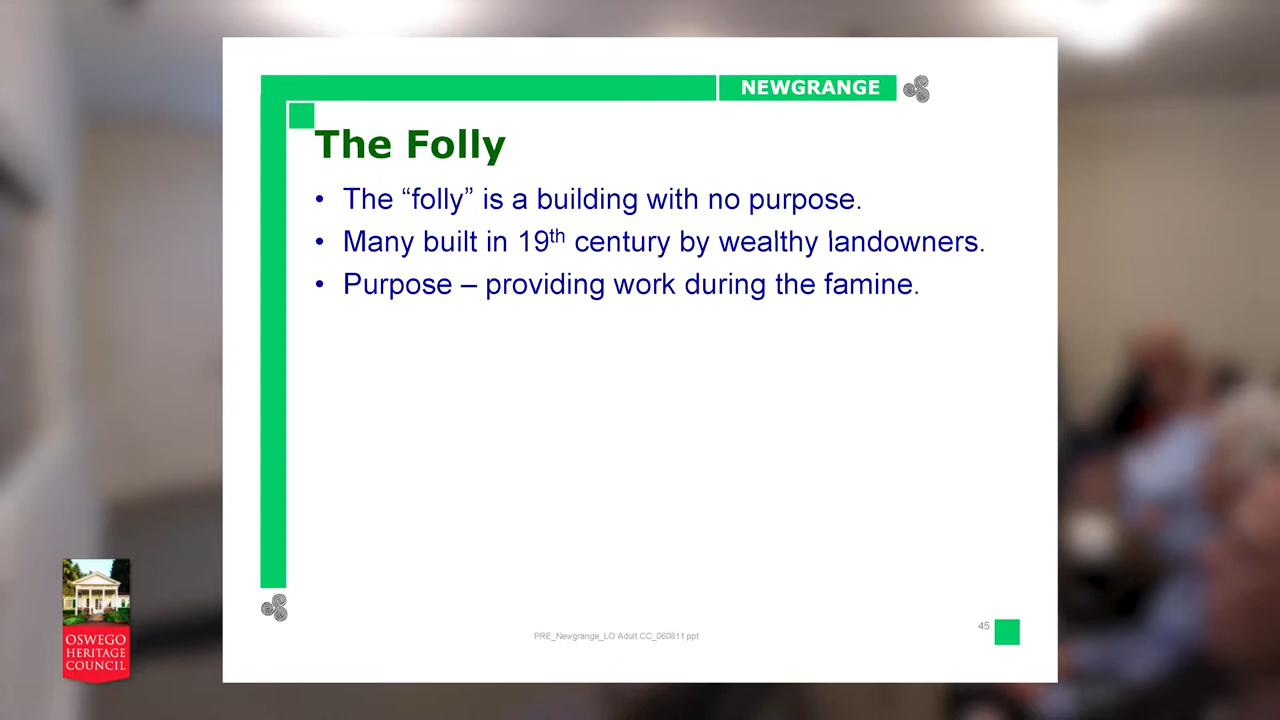 NEWGRANGE
The Folly
• The “folly” is a building with no purpose.
• Many built in 19th century by wealthy landowners.
• Purpose – providing work during the famine.
PRE_Newgrange_LO Adult CC_060811 ppt
45
OSWEGO
HERITAGE
COUNCIL